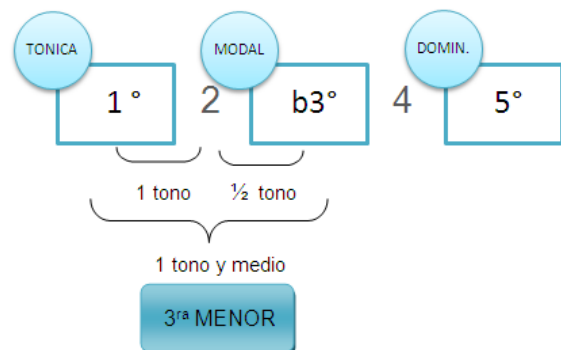 TONICA MODAL DOMIN.
1 ° 2 b3° 4 5°
1 tono ½ tono
1 tono y medio
3ra MENOR